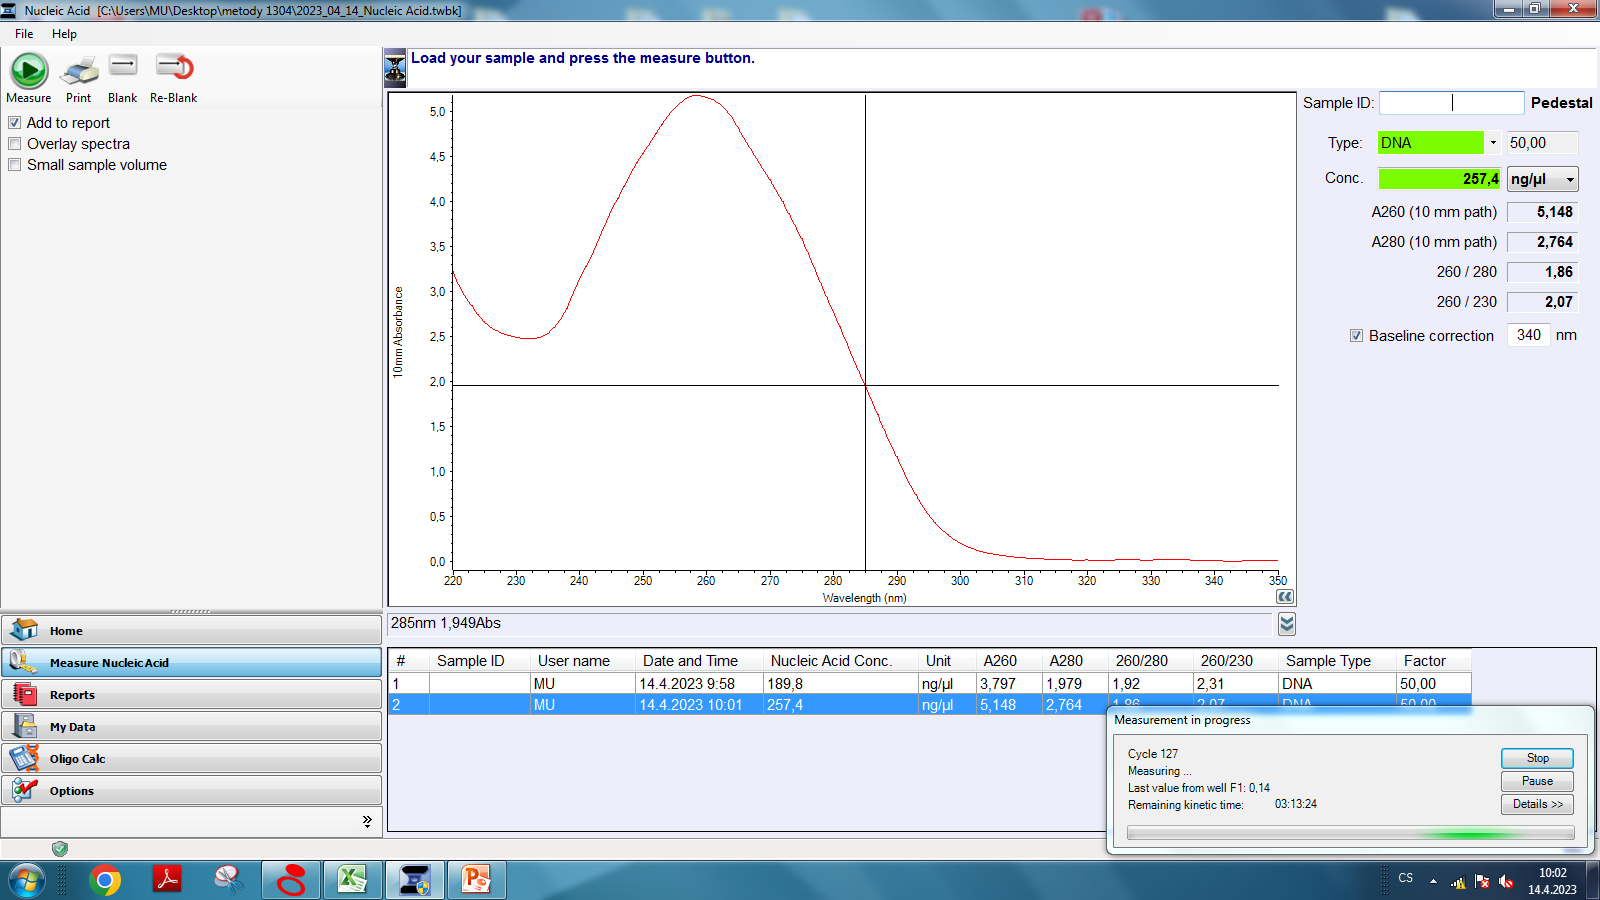 Nucleic Acid [C:\Users\MU\Desktop\metody 1304\2023_04_14_Nucleic Acid.twbk]
File Help
Measure Print Blank Re-Blank
Add to report
Overlay spectra
Small sample volume
Home
Measure Nucleic Acid
Reports
My Data
Oligo Calc
Options
Load your sample and press the measure button.
10mm Absorbance
5,0
4,5
4,0
3,5
3,0
2,5
2,0
1,5
1,0
0,5
0,0
220 230 240 250 260 270 280 290 300 310 320 330 340 350
Wavelength (nm)
Sample ID: Pedestal
Type: DNA 50,00
Conc. 257,4 ng/µl
A260 (10 mm path) 5,148
A280 (10 mm path) 2,764
260 / 280 1,86
260 / 230 2,07
Baseline correction 340 nm
285nm 1,949Abs
# Sample ID User name Date and Time Nucleic Acid Conc. Unit A260 A280 260/280 260/230 Sample Type Factor
1 MU 14.4.2023 9:58 189,8 ng/µl 3,797 1,979 1,92 2,31 DNA 50,00
2 MU 14.4.2023 10:01 257,4 ng/µl 5,148 2,764 1,86 2,07 DNA 50,00
Measurement in progress
Cycle 127
Measuring ...
Last value from well F1: 0,14
Remaining kinetic time: 03:13:24
Stop
Pause
Details >>
CS
10:02
14.4.2023